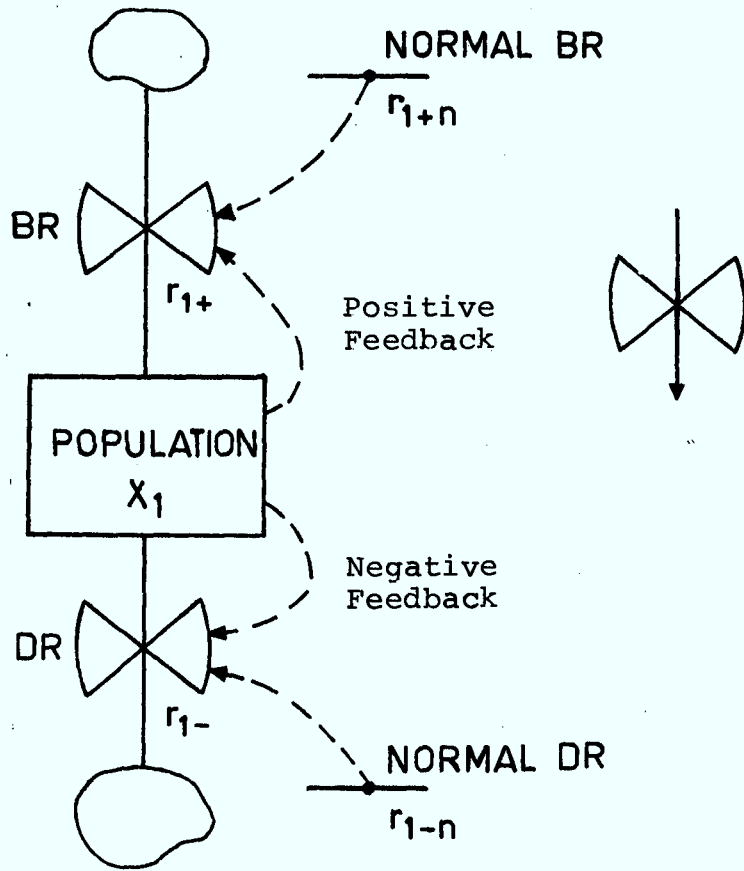 NORMAL BR
r1+n
BR
r1+
Positive
Feedback
POPULATION
X1
Negative
Feedback
DR
r1-
NORMAL DR
r1-n